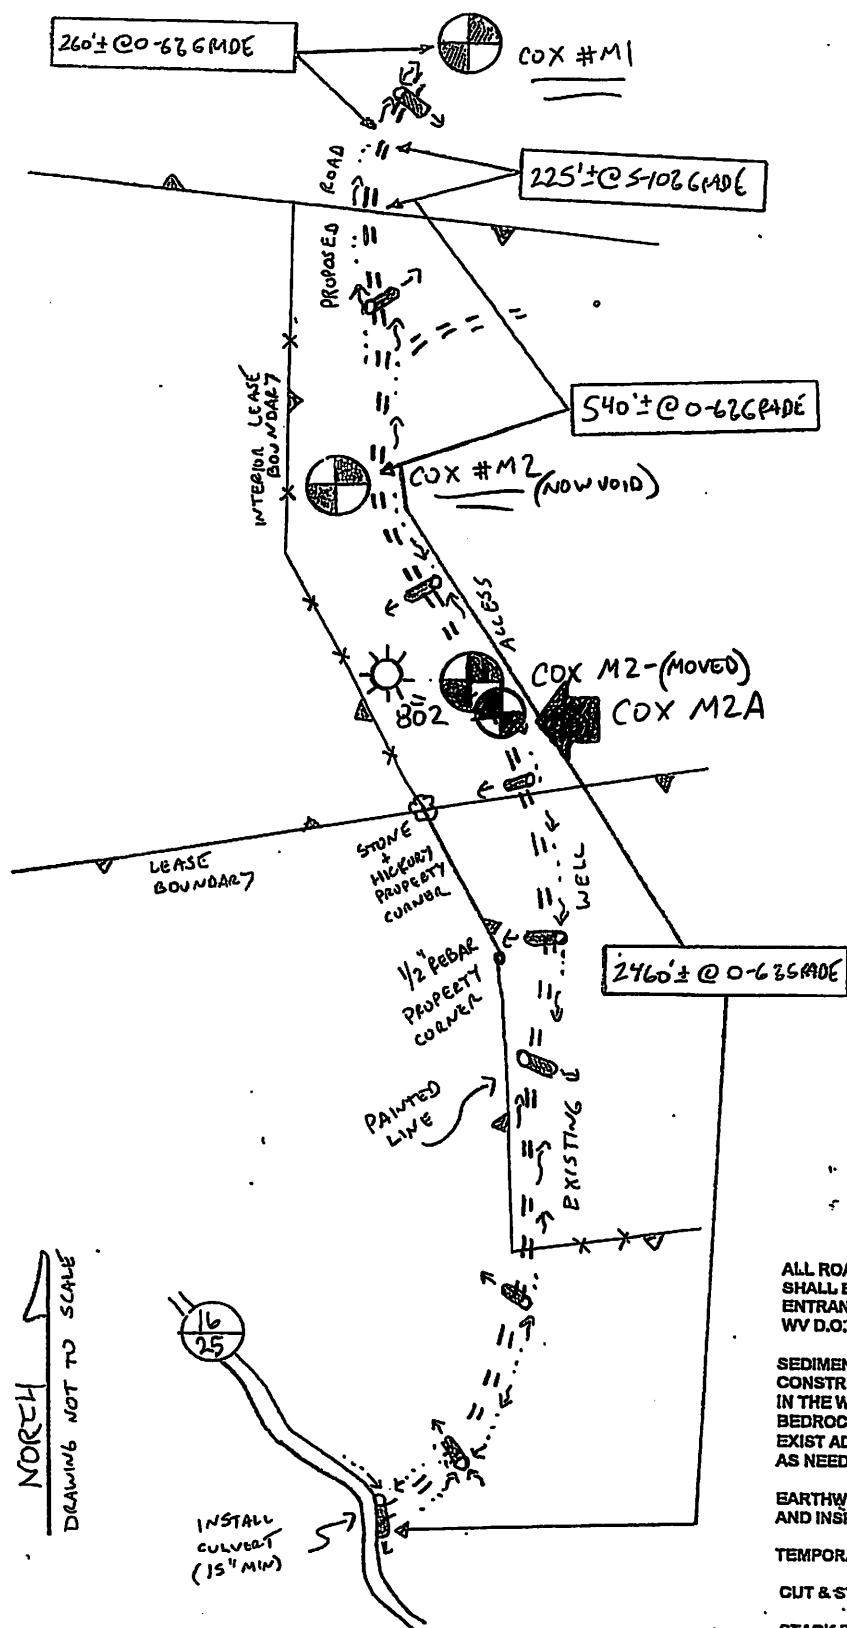 260'± @ 0-6% GRADE
COX #M1
PROPOSED ROAD
225'± @ 5-10% GRADE
INTERIOR LEASE
BOUNDARY
540'± @ 0-6% GRADE
COX #M2 (NOW VOID)
ACCESS
COX M2-(MOVED)
COX M2A
802
LEASE
BOUNDARY
STONE
+
HICKORY
PROPERTY
CORNER
WELL
1/2" REBAR
PROPERTY
CORNER
2460'± @ 0-6% GRADE
PAINTED
LINE
EXISTING
NORTH
DRAWING NOT TO SCALE
16
25
INSTALL
CULVERT
(15" MIN)
ALL ROA
SHALL B
ENTRAN
WV D.O.
SEDIMEN
CONSTR
IN THE W
BEDROC
EXIST AD
AS NEED
EARTHW
AND INSP
TEMPORA
CUT & ST